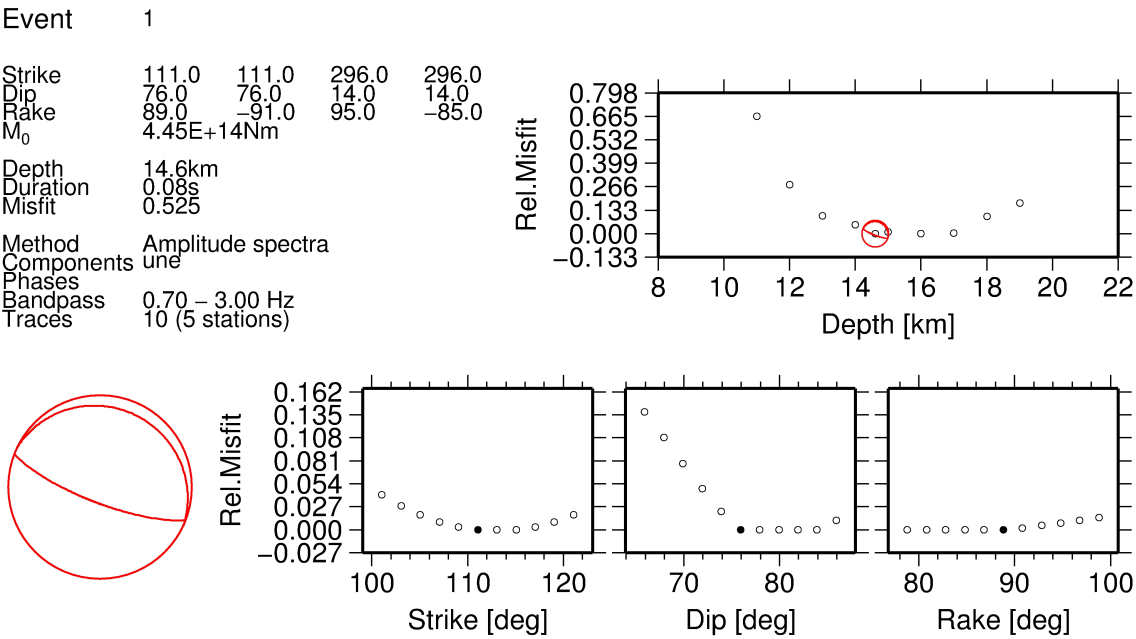 Event 1
Strike 111.0 111.0 296.0 296.0
Dip 76.0 76.0 14.0 14.0
Rake 89.0 −91.0 95.0 −85.0
M0 4.45E+14Nm
Depth 14.6km
Duration 0.08s
Misfit 0.525
Method Amplitude spectra
Components une
Phases
Bandpass 0.70 − 3.00 Hz
Traces 10 (5 stations)
Rel.Misfit
0.798
0.665
0.532
0.399
0.266
0.133
0.000
−0.133
8 10 12 14 16 18 20 22
Depth [km]
Rel.Misfit
0.162
0.135
0.108
0.081
0.054
0.027
0.000
−0.027
100 110 120
Strike [deg]
70 80
Dip [deg]
80 90 100
Rake [deg]